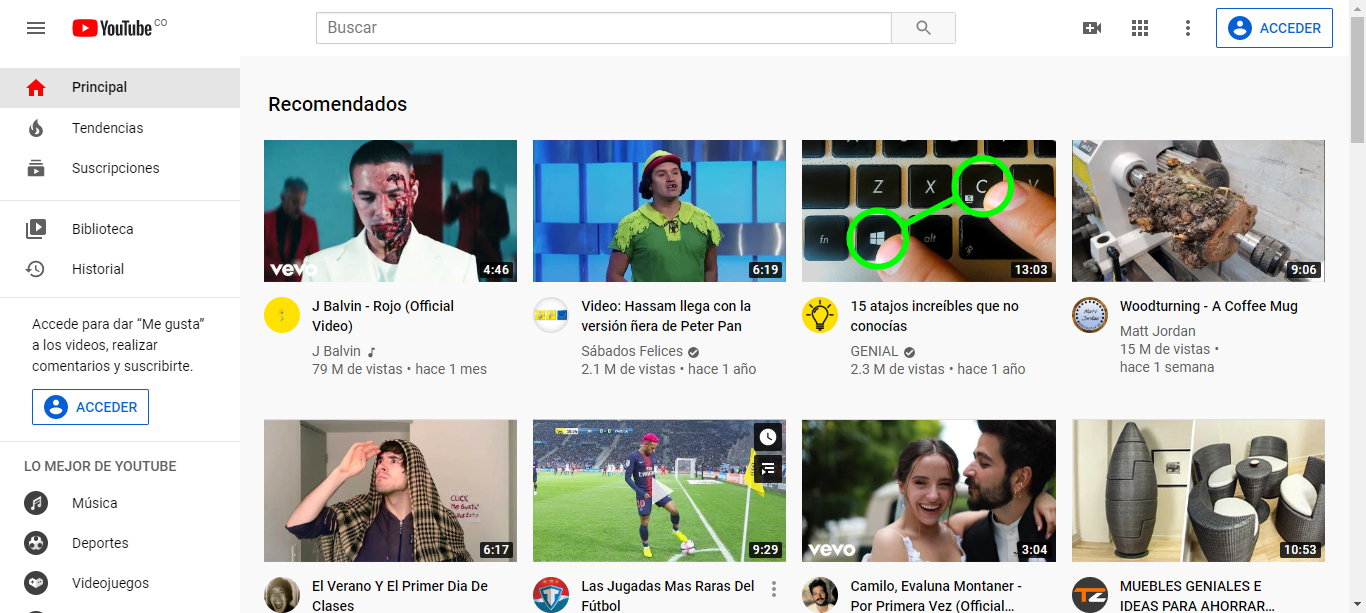 YouTube CO
Buscar
ACCEDER
Principal
Tendencias
Suscripciones
Biblioteca
Historial
Accede para dar “Me gusta”
a los videos, realizar
comentarios y suscribirte.
ACCEDER
LO MEJOR DE YOUTUBE
Música
Deportes
Videojuegos
Recomendados
vevo
4:46
J Balvin - Rojo (Official
Video)
J Balvin
79 M de vistas • hace 1 mes
6:19
Video: Hassam llega con la
versión ñera de Peter Pan
Sábados Felices
2.1 M de vistas • hace 1 año
Z X C V
fn alt
13:03
15 atajos increíbles que no
conocías
GENIAL
2.3 M de vistas • hace 1 año
9:06
Matt
Jordan
Woodturning - A Coffee Mug
Matt Jordan
15 M de vistas •
hace 1 semana
CLICK
Me Gusta
6:17
El Verano Y El Primer Dia De
Clases
9:29
Las Jugadas Mas Raras Del
Fútbol
vevo
3:04
Camilo, Evaluna Montaner -
Por Primera Vez (Official...
10:53
TZ
MUEBLES GENIALES E
IDEAS PARA AHORRAR...